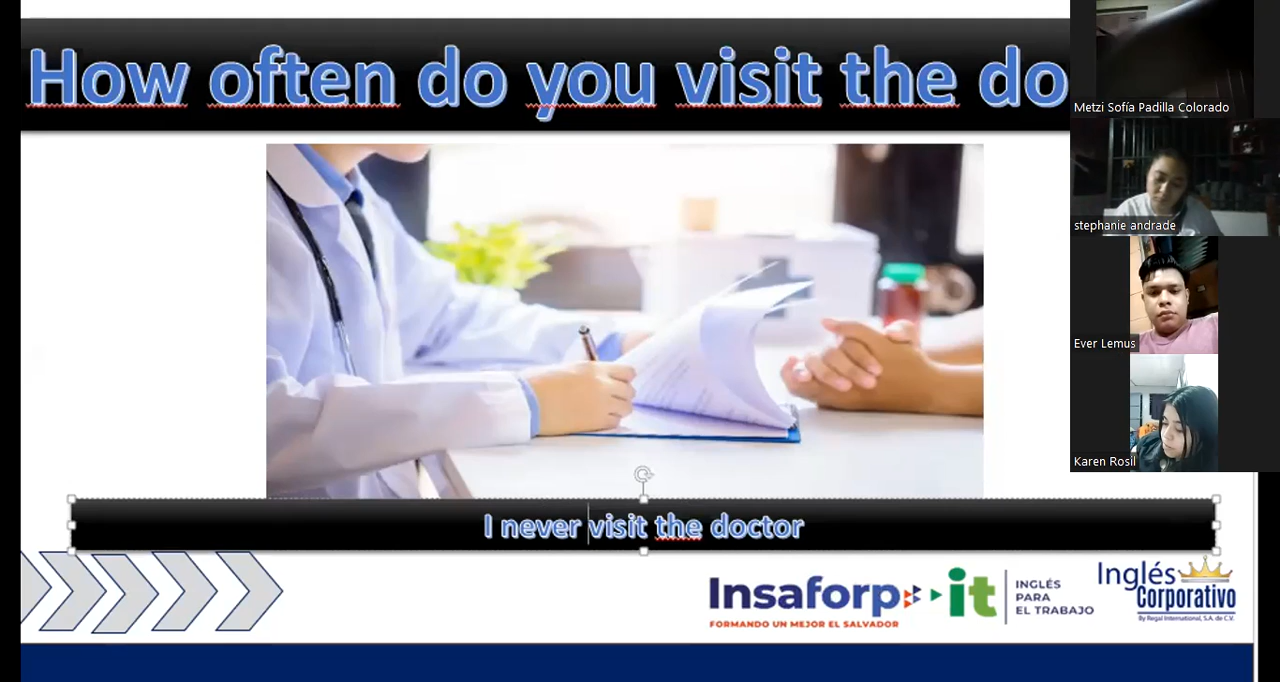 How often do you visit the do
Metzi Sofía Padilla Colorado
stephanie andrade
Ever Lemus
Karen Rosil
I never visit the doctor
Insaforp
FORMANDO UN MEJOR EL SALVADOR
it
INGLÉS
PARA
EL TRABAJO
Inglés
Corporativo
By Regal International, S.A. de C.V.